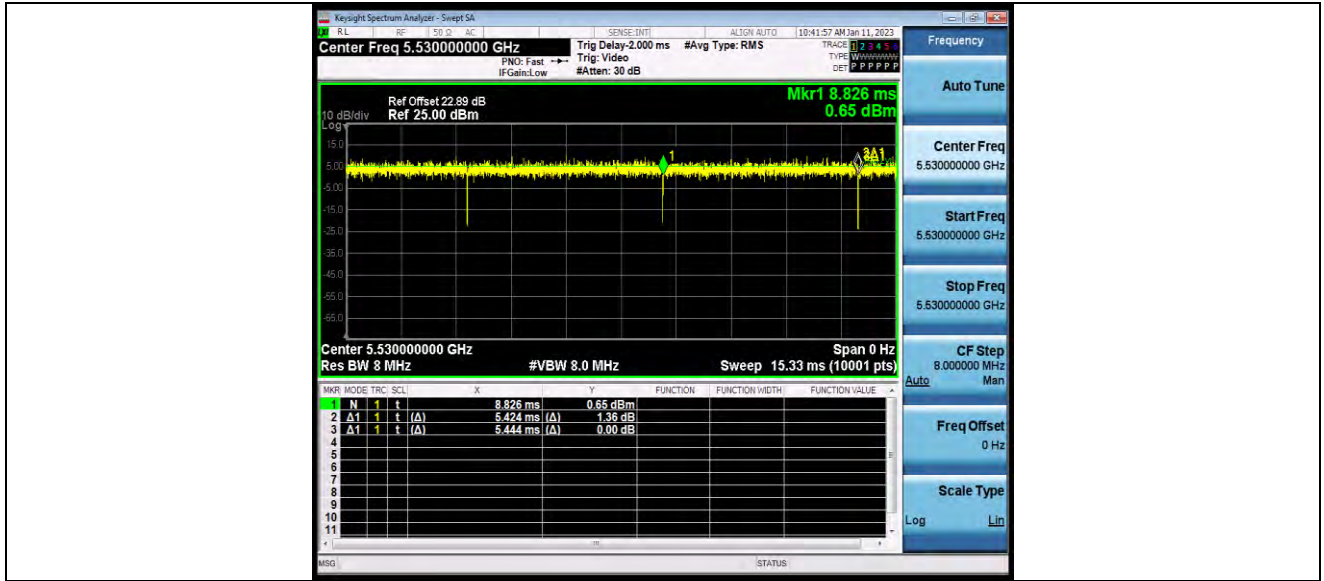 Keysight Spectrum Analyzer - Swept SA
RL RF 50 Ω AC SENSE:INT ALIGN AUTO 10:41:57 AM Jan 11, 2023
Center Freq 5.530000000 GHz
PNO: Fast
IFGain:Low
Trig Delay-2.000 ms
Trig: Video
#Atten: 30 dB
#Avg Type: RMS
TRACE 1 2 3 4 5 6
TYPE WWWWWW
DET P P P P P P
Mkr1 8.826 ms
0.65 dBm
Ref Offset 22.89 dB
10 dB/div Ref 25.00 dBm
Log
15.0
5.00
-5.00
-15.0
-25.0
-35.0
-45.0
-55.0
-65.0
1
3Δ1
Center 5.530000000 GHz Span 0 Hz
Res BW 8 MHz #VBW 8.0 MHz Sweep 15.33 ms (10001 pts)
MKR MODE TRC SCL X Y FUNCTION FUNCTION WIDTH FUNCTION VALUE
1 N 1 t 8.826 ms 0.65 dBm
2 Δ1 1 t (Δ) 5.424 ms (Δ) 1.36 dB
3 Δ1 1 t (Δ) 5.444 ms (Δ) 0.00 dB
4
5
6
7
8
9
10
11
MSG STATUS
Frequency
Auto Tune
Center Freq
5.530000000 GHz
Start Freq
5.530000000 GHz
Stop Freq
5.530000000 GHz
CF Step
8.000000 MHz
Auto Man
Freq Offset
0 Hz
Scale Type
Log Lin